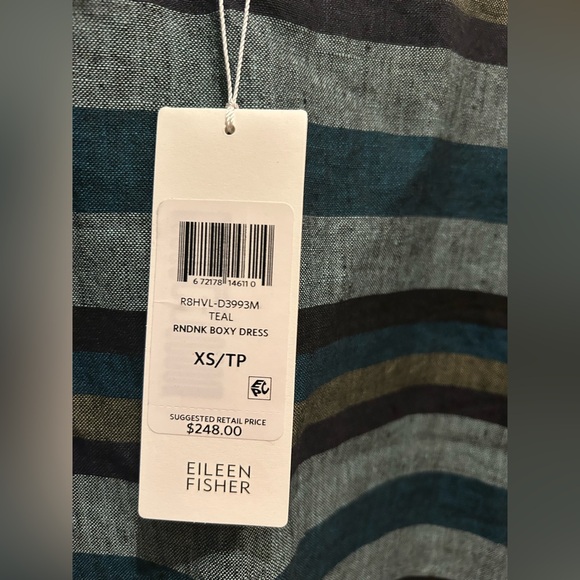 6 72178 14611 0
R8HVL-D3993M
TEAL
RNDNK BOXY DRESS
XS/TP
SUGGESTED RETAIL PRICE
$248.00
EILEEN
FISHER